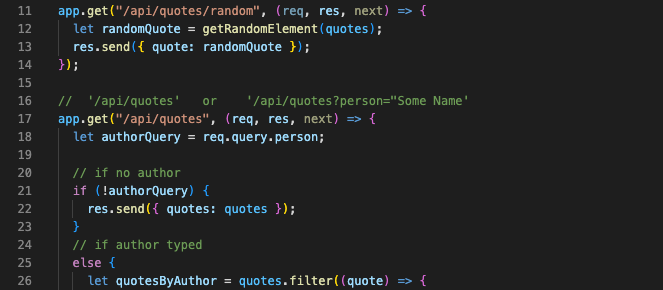 11 app.get("/api/quotes/random", (req, res, next) => {
12 let randomQuote = getRandomElement(quotes);
13 res.send({ quote: randomQuote });
14 });
15
16 // '/api/quotes' or '/api/quotes?person="Some Name'
17 app.get("/api/quotes", (req, res, next) => {
18 let authorQuery = req.query.person;
19
20 // if no author
21 if (!authorQuery) {
22 res.send({ quotes: quotes });
23 }
24 // if author typed
25 else {
26 let quotesByAuthor = quotes.filter((quote) => {